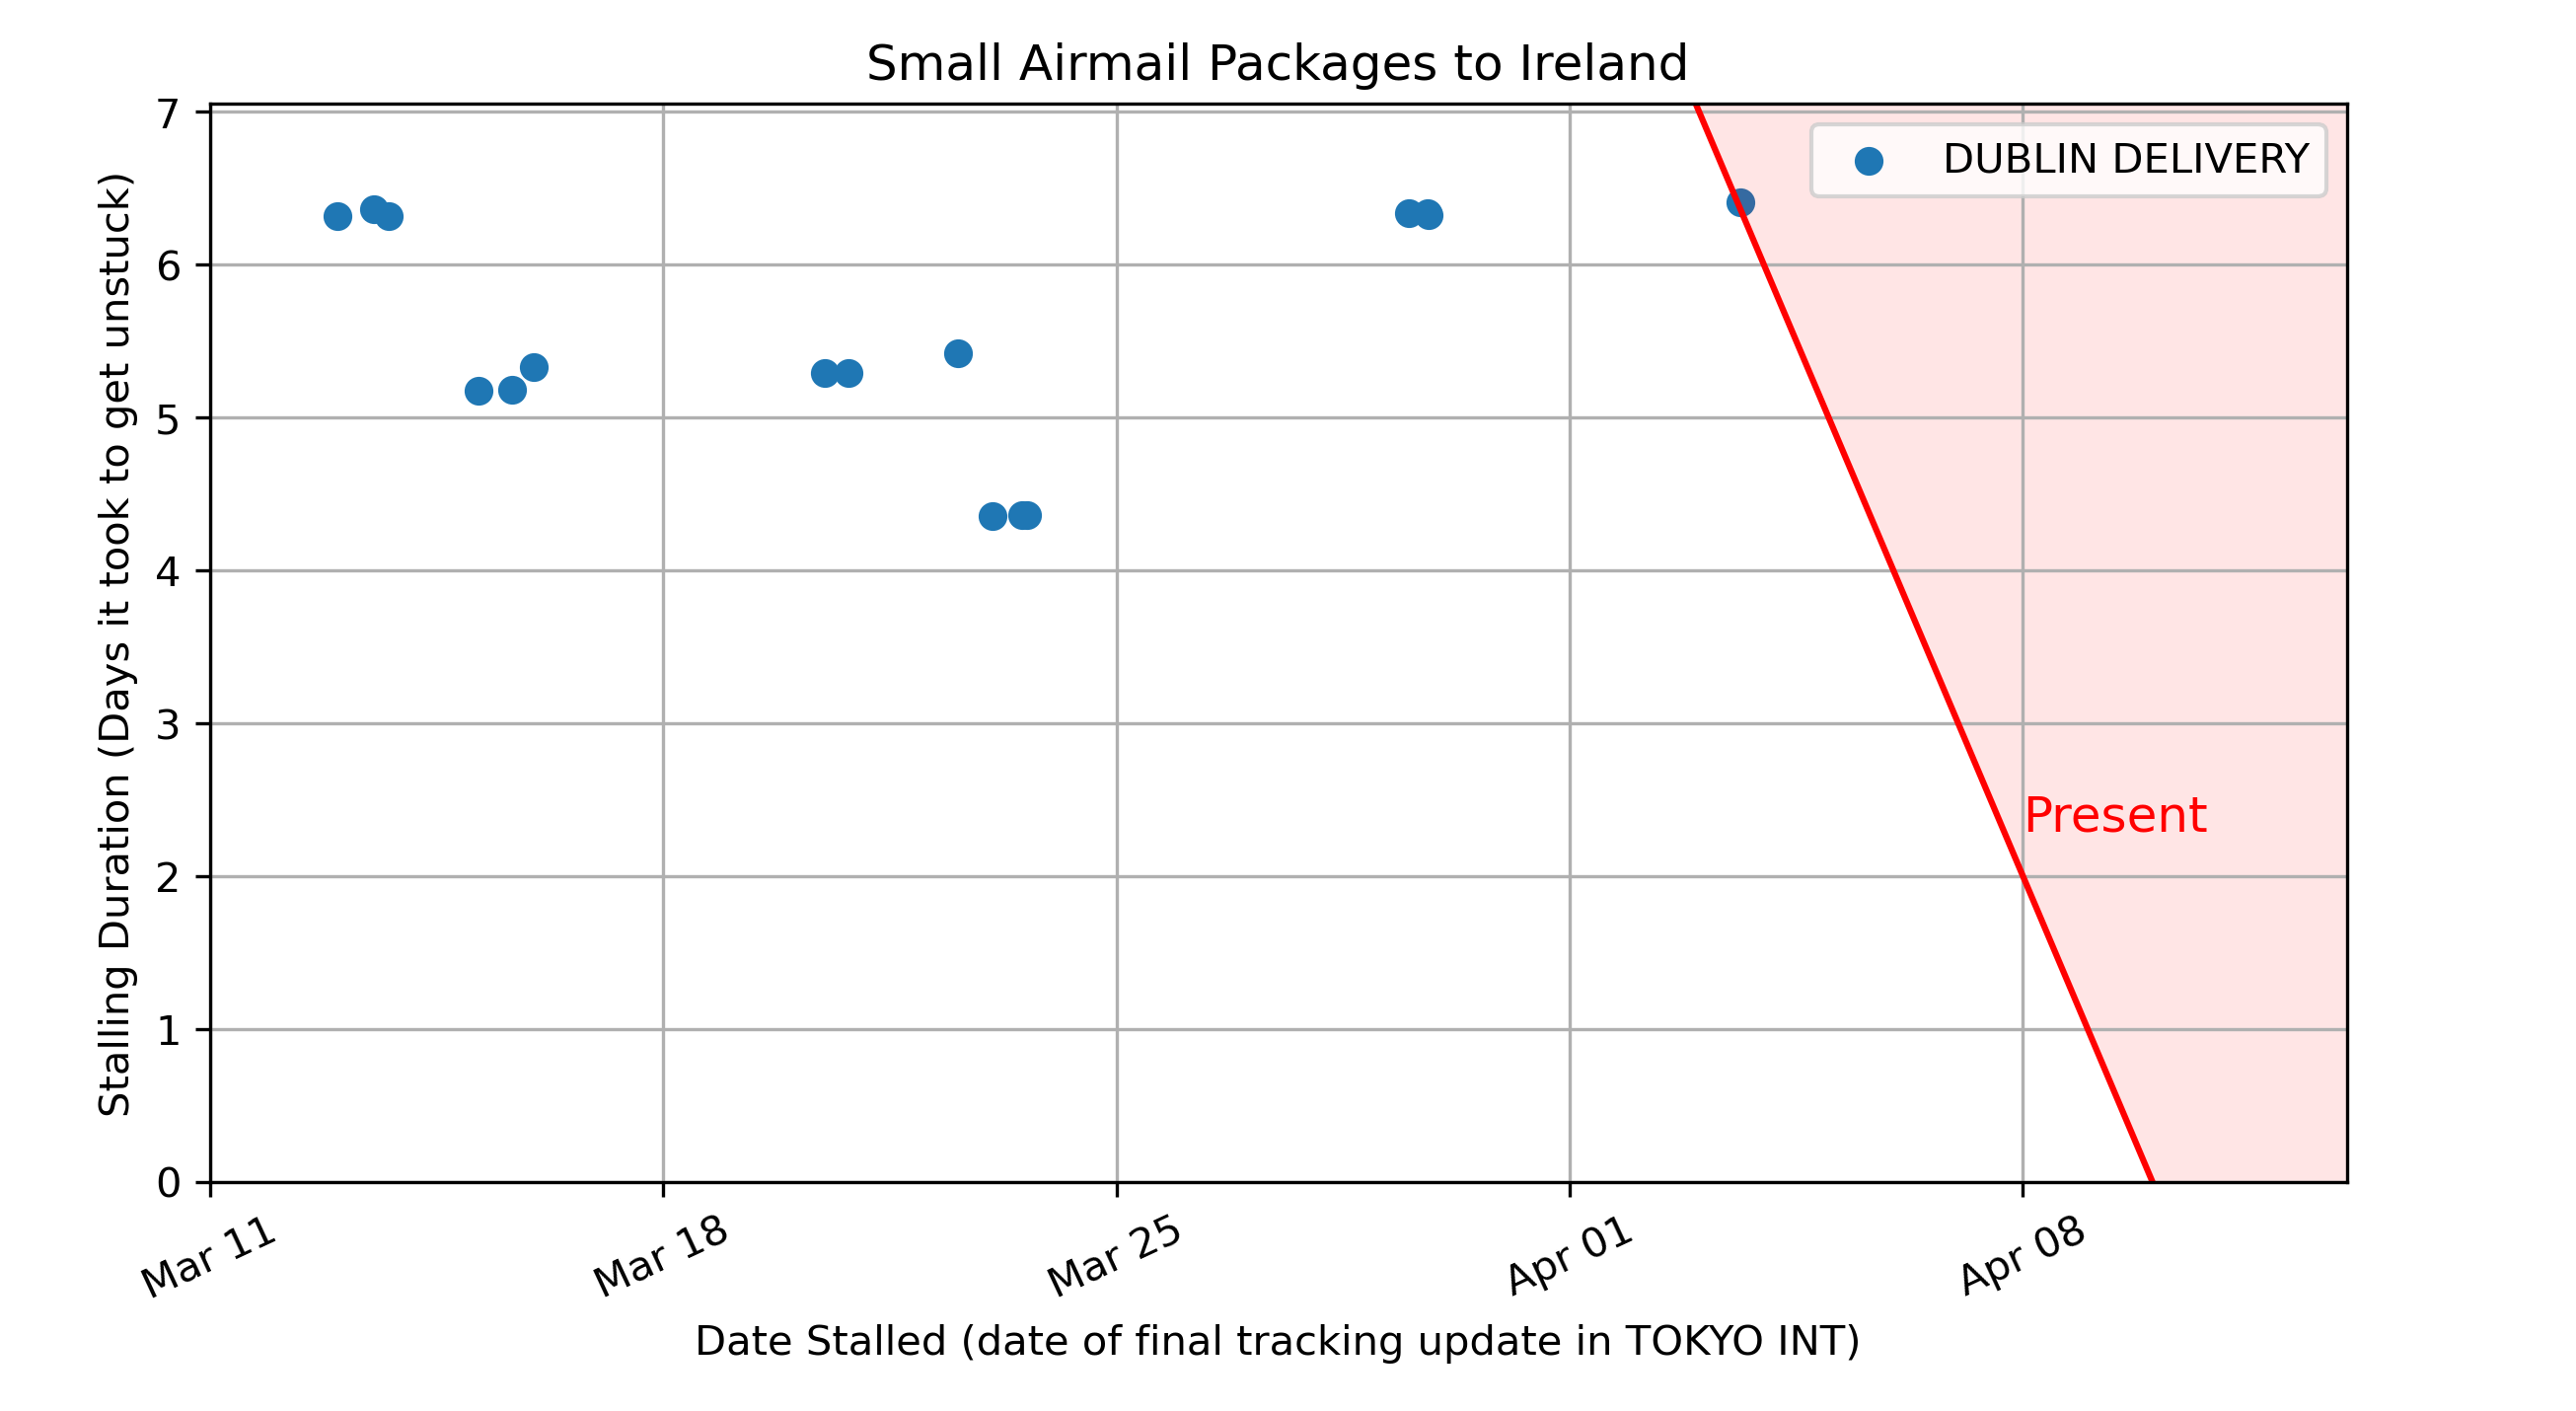 Small Airmail Packages to Ireland
DUBLIN DELIVERY
Stalling Duration (Days it took to get unstuck)
7
6
5
4
3
2
1
0
Present
Mar 11
Mar 18
Mar 25
Apr 01
Apr 08
Date Stalled (date of final tracking update in TOKYO INT)